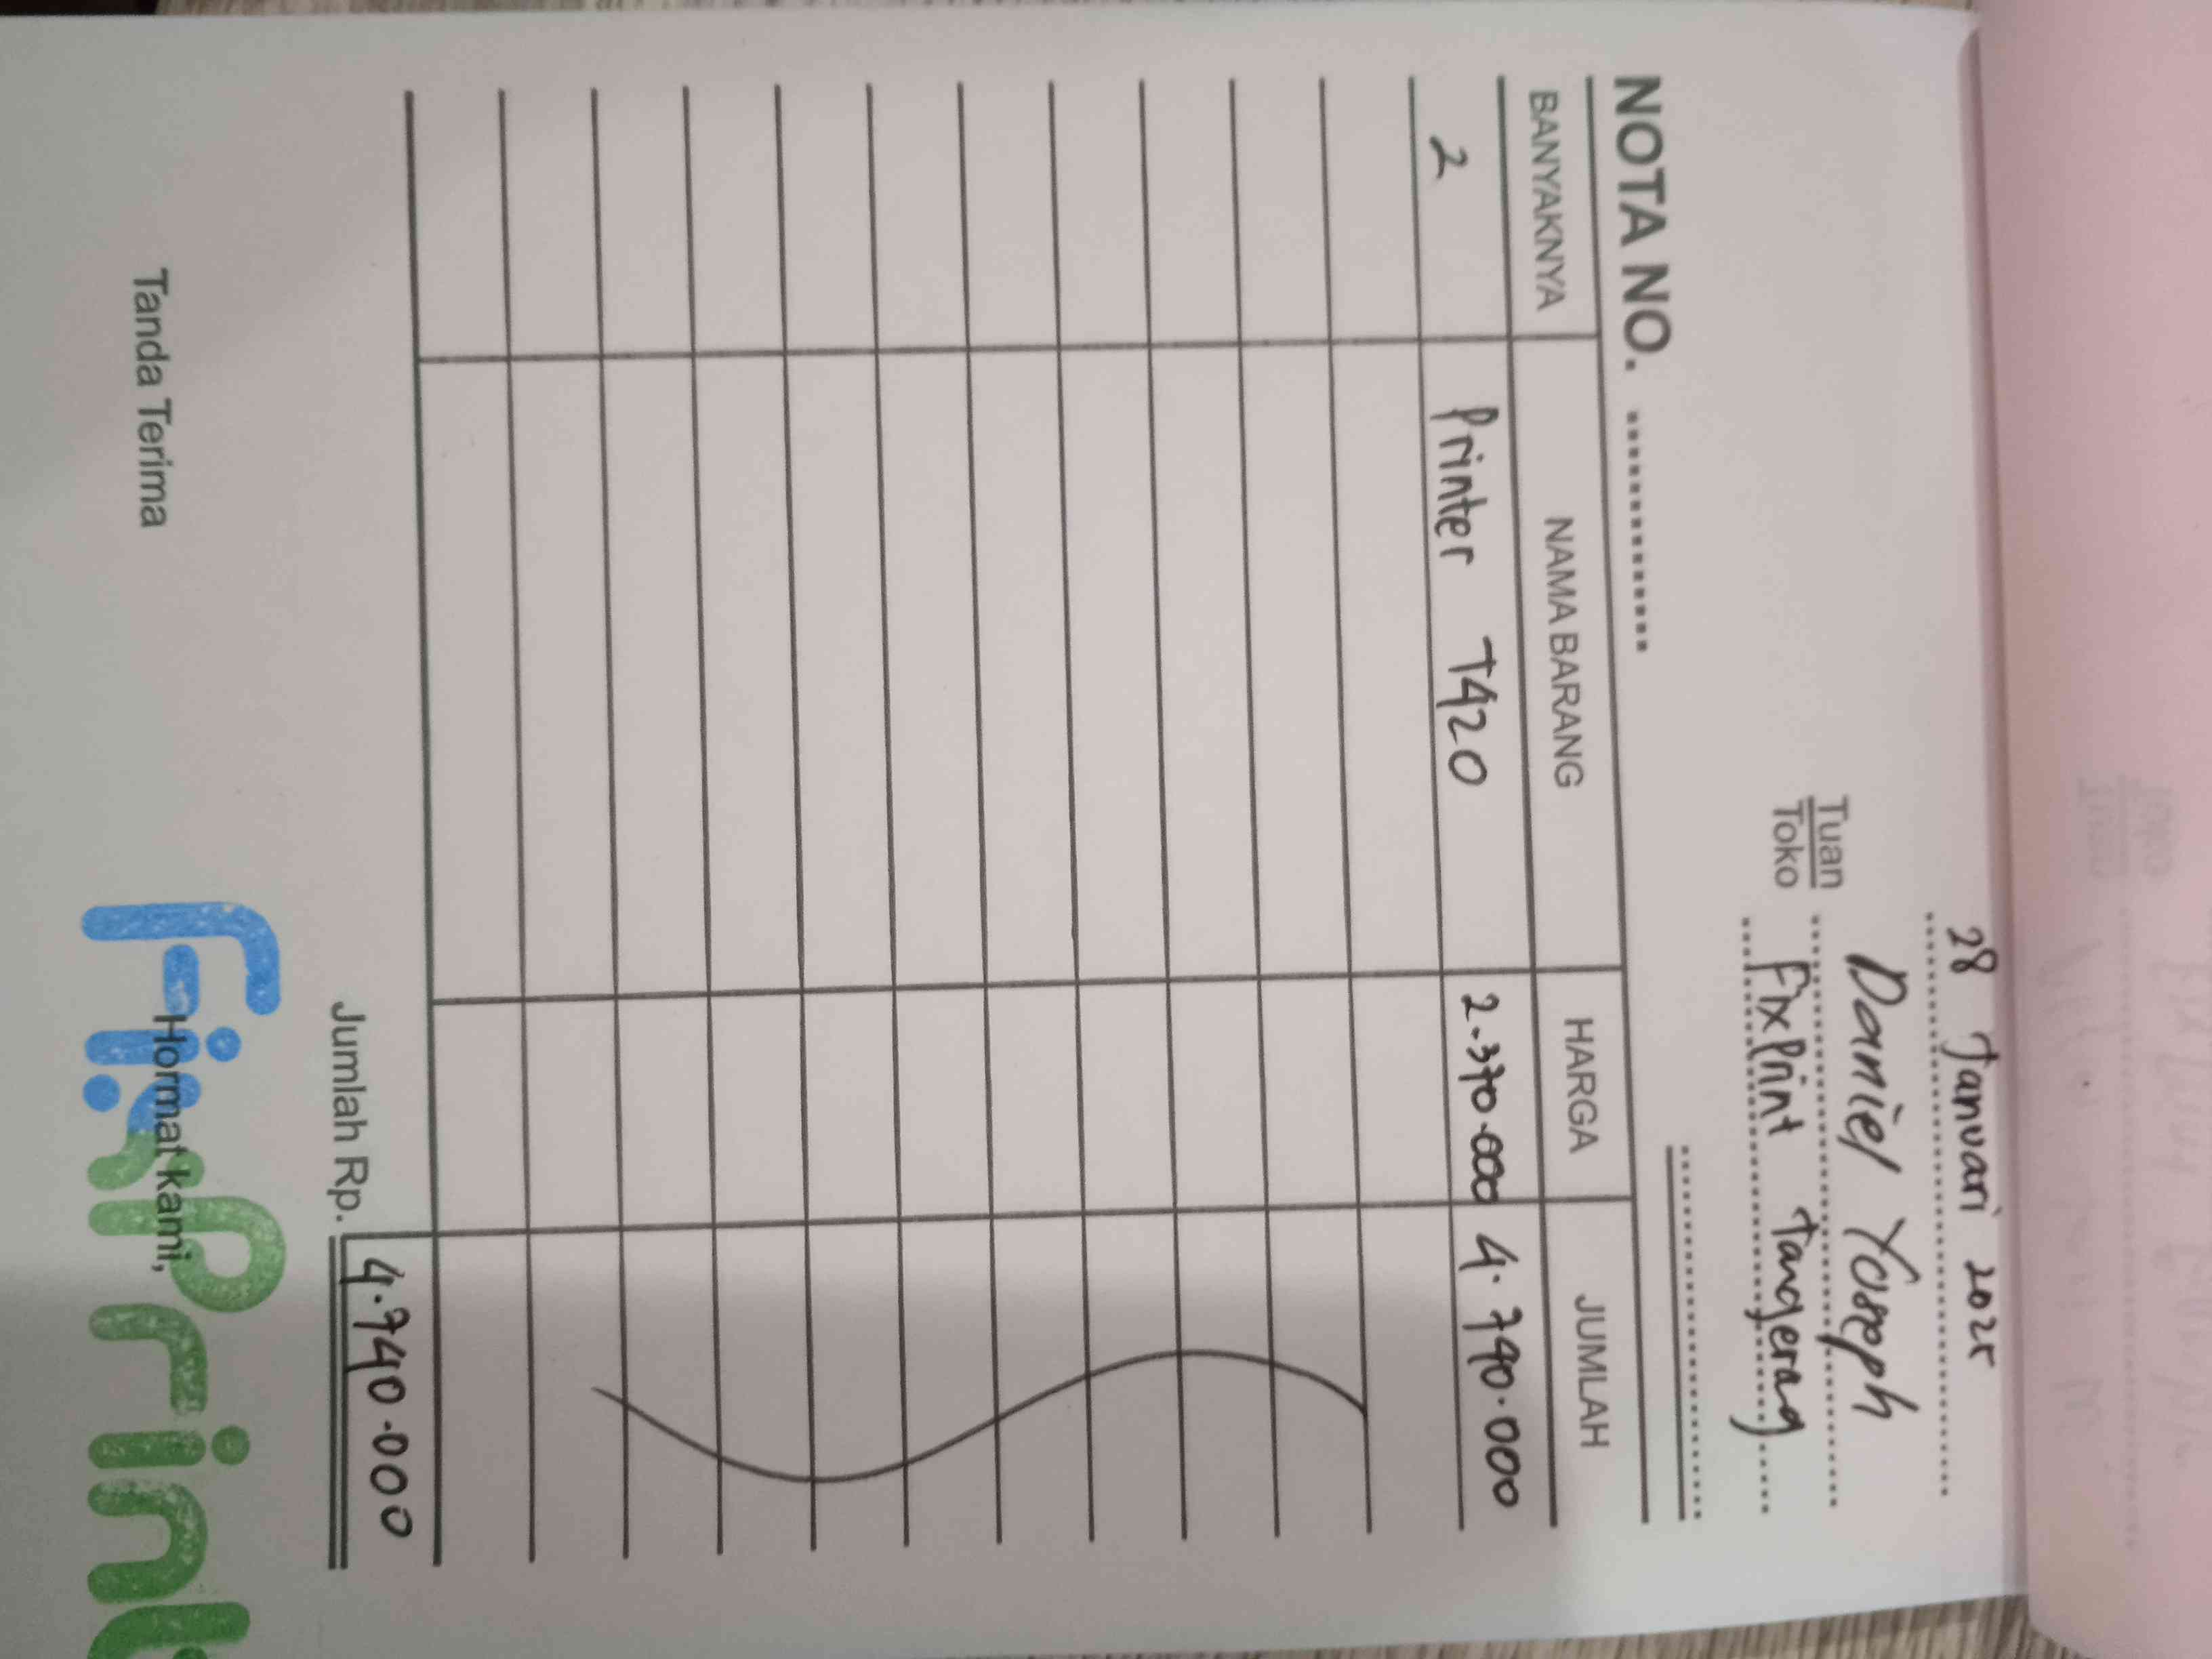 28 Januari 2025
Tuan Daniel Yoseph
Toko FixPrint Tangerang
NOTA NO. ............
BANYAKNYA NAMA BARANG HARGA JUMLAH
2 Printer T420 2.370.000 4.740.000
Jumlah Rp. 4.740.000
Tanda Terima Hormat kami,
FixPrint